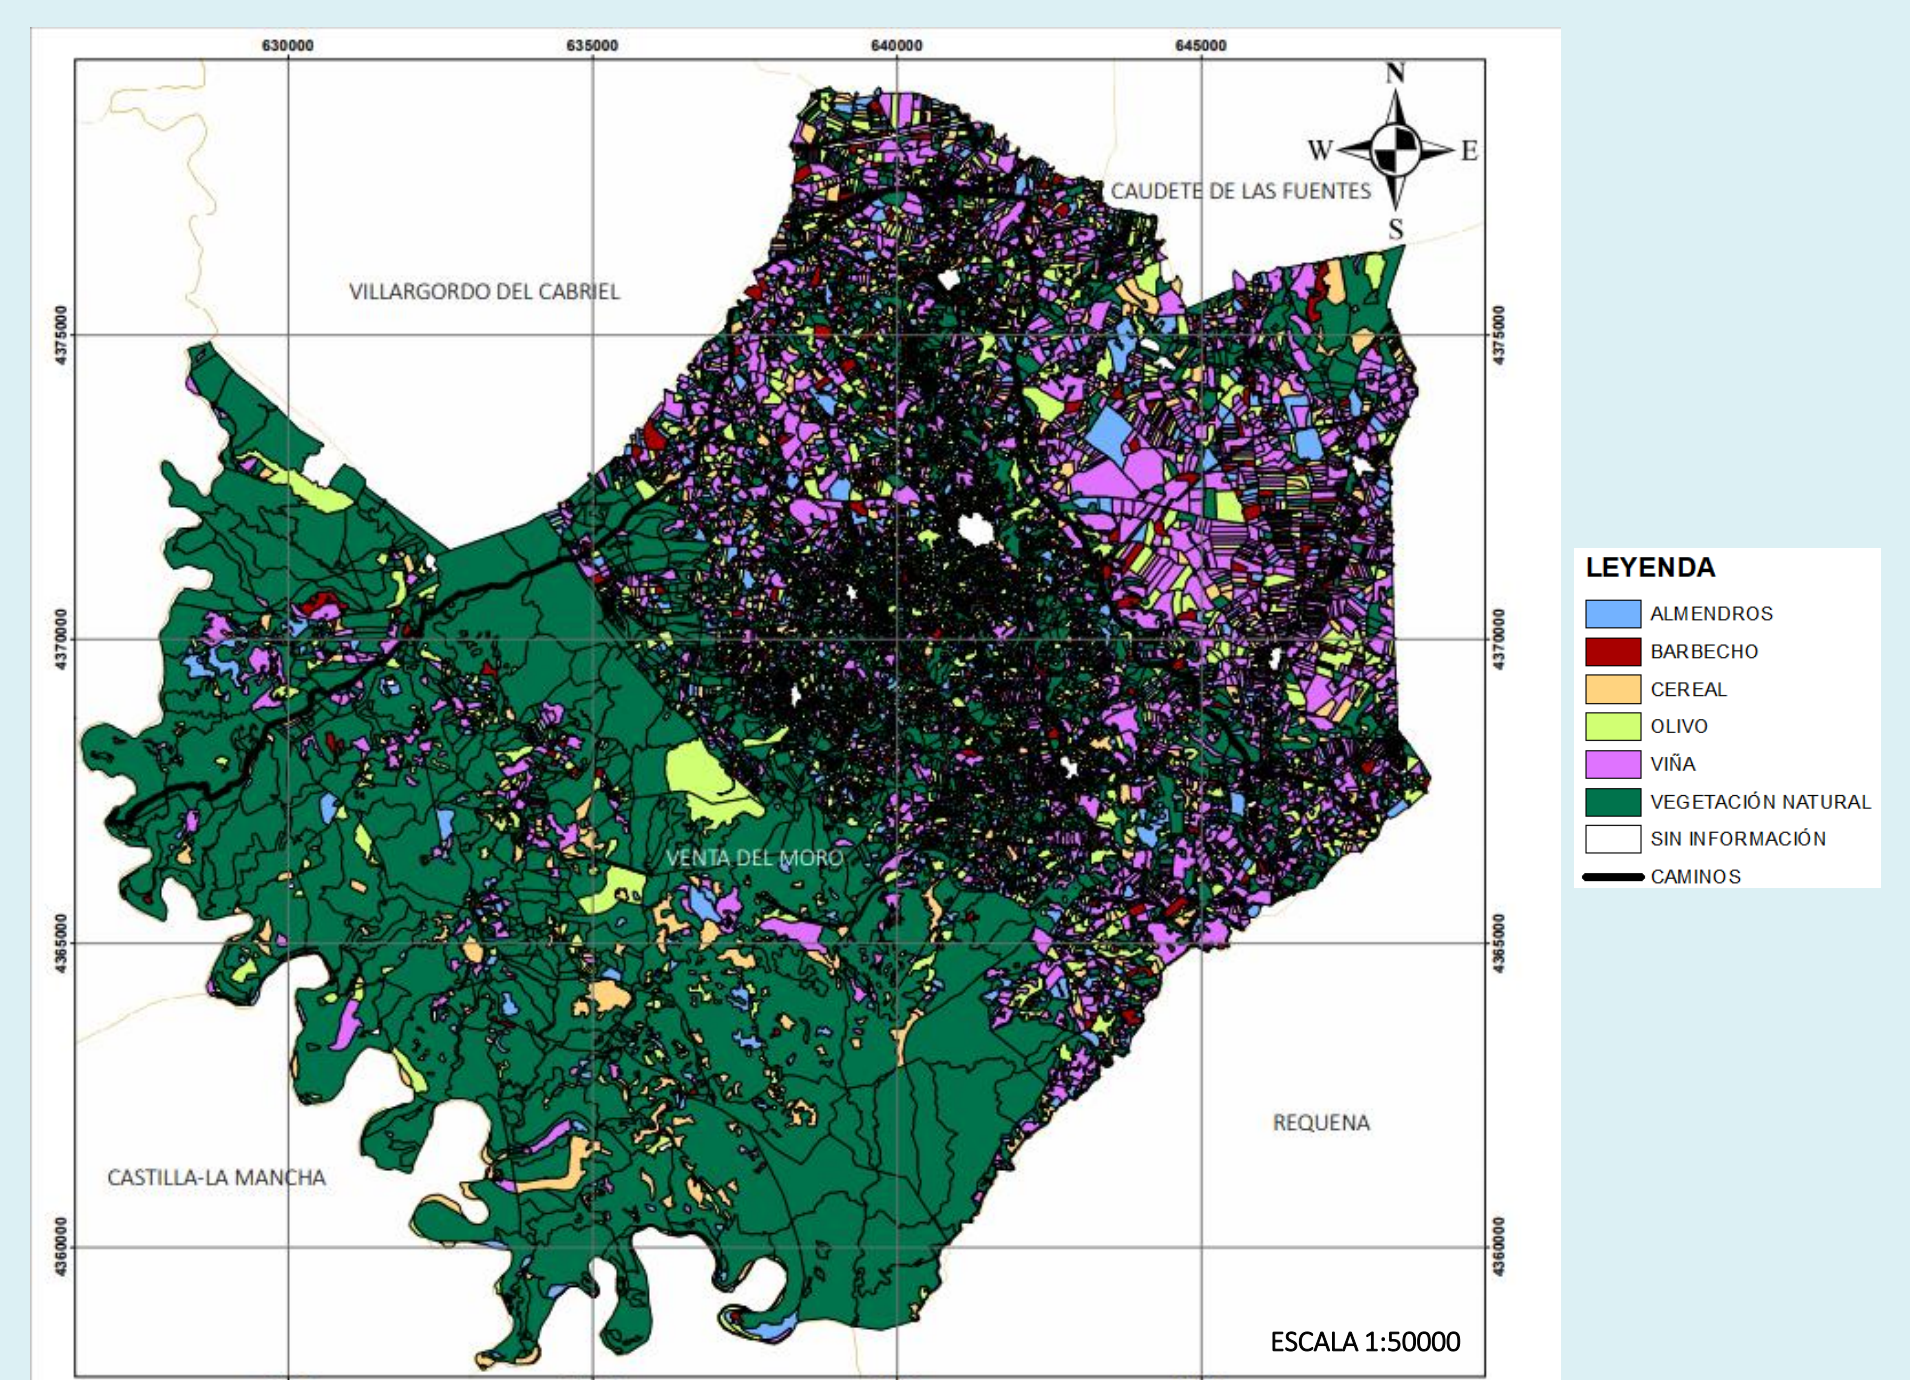 630000
635000
640000
645000
N
W
E
S
CAUDETE DE LAS FUENTES
VILLARGORDO DEL CABRIEL
4375000
4375000
4370000
4370000
VENTA DEL MORO
4365000
4365000
REQUENA
CASTILLA-LA MANCHA
4360000
4360000
ESCALA 1:50000
LEYENDA
ALMENDROS
BARBECHO
CEREAL
OLIVO
VIÑA
VEGETACIÓN NATURAL
SIN INFORMACIÓN
CAMINOS